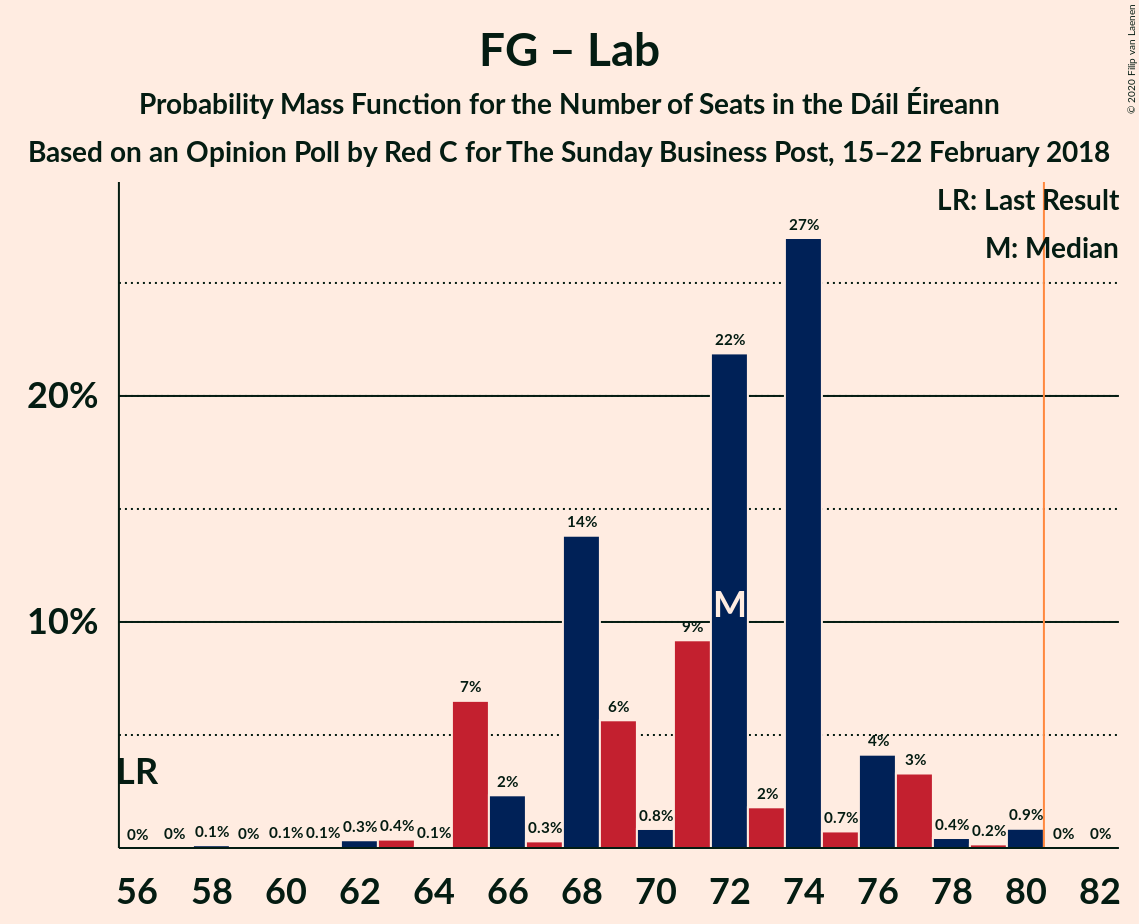 FG – Lab
Probability Mass Function for the Number of Seats in the Dáil Éireann
Based on an Opinion Poll by Red C for The Sunday Business Post, 15–22 February 2018
© 2020 Filip van Laenen
LR: Last Result
M: Median
27%
22%
20%
14%
M
10%
9%
7%
6%
4%
LR
3%
2%
2%
0% 0% 0.1% 0% 0.1% 0.1% 0.3% 0.4% 0.1% 0.3% 0.8% 0.7% 0.4% 0.2% 0.9% 0% 0%
56 58 60 62 64 66 68 70 72 74 76 78 80 82